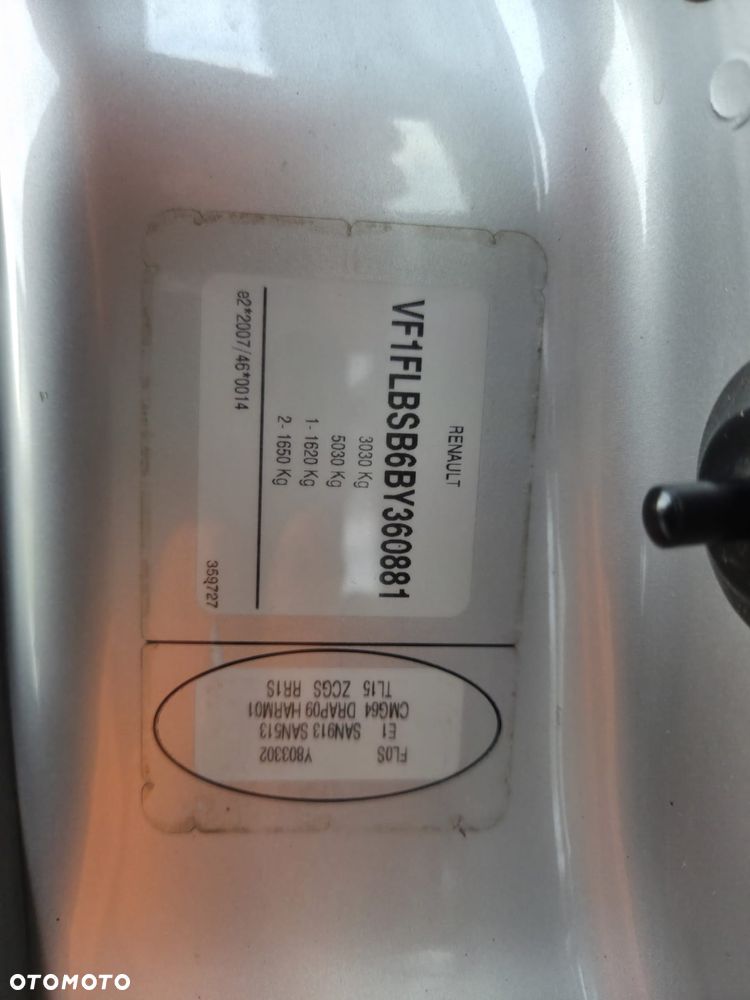 RENAULT
VF1FLBSB6BY360881
3030 Kg
5030 Kg
1- 1620 Kg
2- 1650 Kg
e2*2007/46*0014
359727
FL0S Y803302
E1 SAN913 SAN513
CMG64 DRAP09 HARM01
TL15 ZCGS RR1S
OTOMOTO